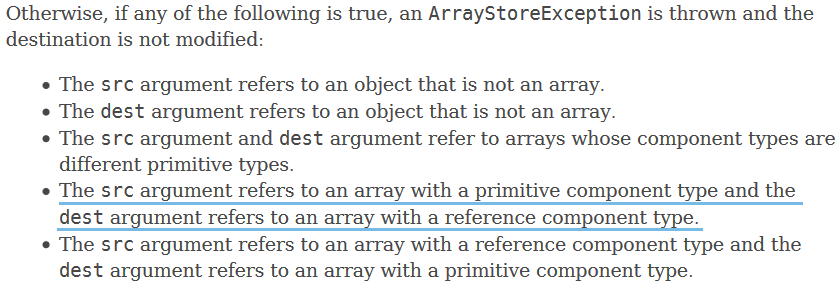 Otherwise, if any of the following is true, an ArrayStoreException is thrown and the
destination is not modified:
• The src argument refers to an object that is not an array.
• The dest argument refers to an object that is not an array.
• The src argument and dest argument refer to arrays whose component types are
different primitive types.
• The src argument refers to an array with a primitive component type and the
dest argument refers to an array with a reference component type.
• The src argument refers to an array with a reference component type and the
dest argument refers to an array with a primitive component type.